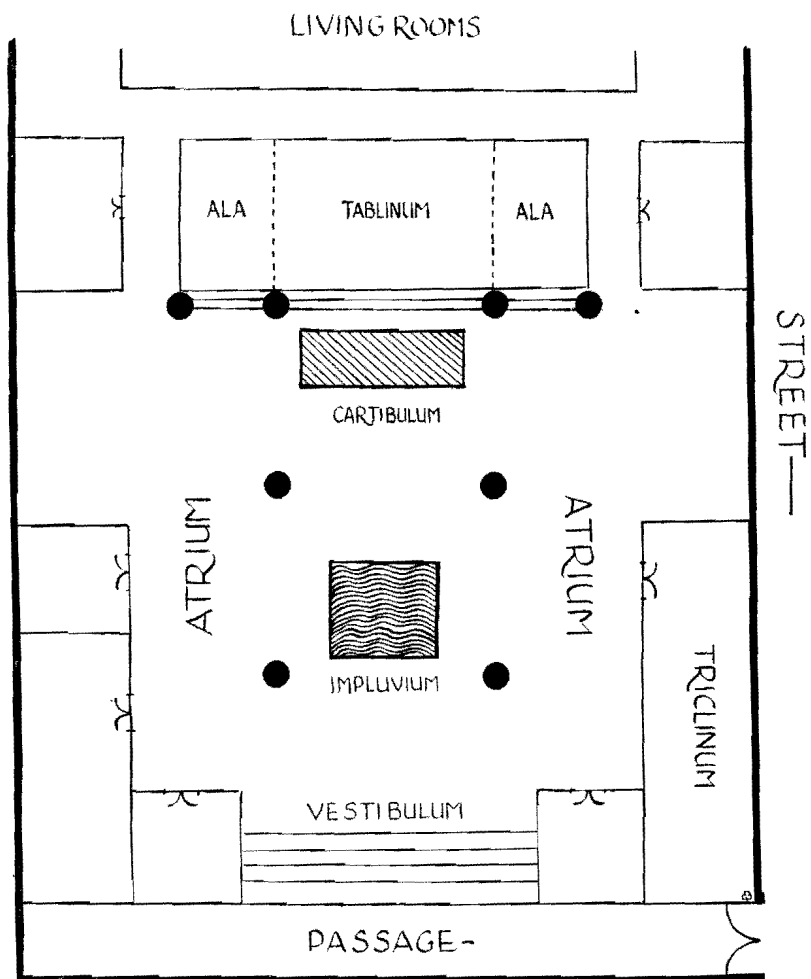 LIVING ROOMS
ALA
TABLINUM
ALA
STREET—
CARTIBULUM
ATRIUM
ATRIUM
IMPLUVIUM
TRICLINUM
VESTIBULUM
PASSAGE-